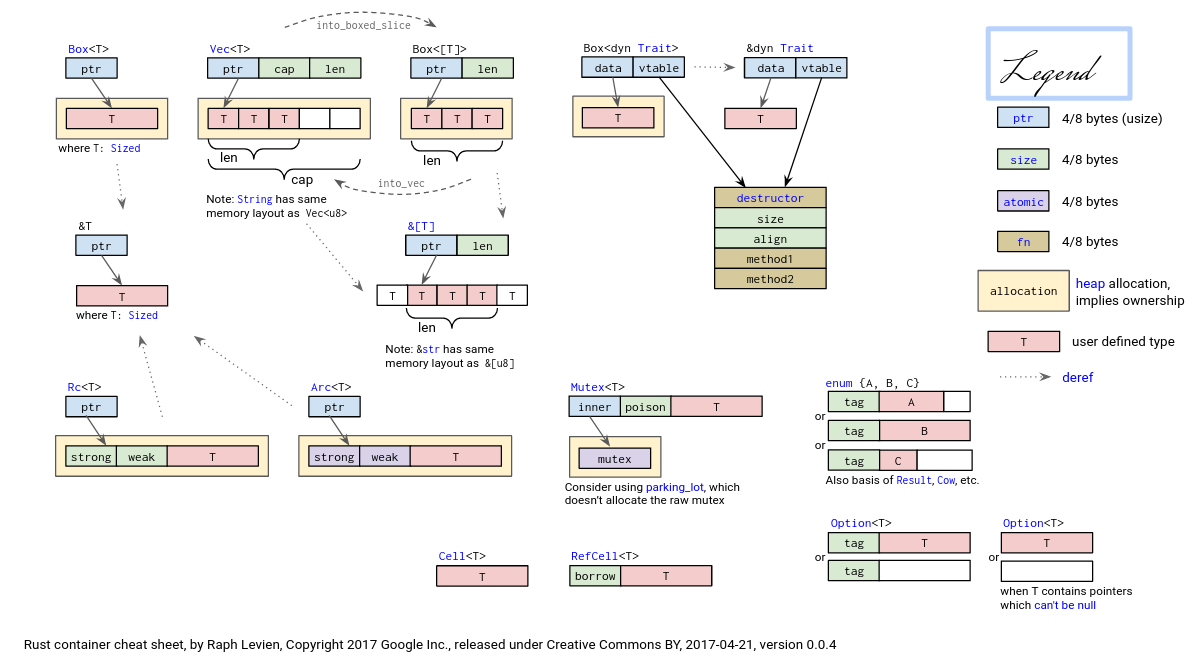 into_boxed_slice
Box<T>
ptr
T
where T: Sized
Vec<T>
ptr cap len
T T T
len
cap
Note: String has same
memory layout as Vec<u8>
Box<[T]>
ptr len
T T T
len
into_vec
Box<dyn Trait>
data vtable
T
&dyn Trait
data vtable
T
destructor
size
align
method1
method2
Legend
ptr 4/8 bytes (usize)
size 4/8 bytes
atomic 4/8 bytes
fn 4/8 bytes
allocation heap allocation,
implies ownership
T user defined type
deref
&T
ptr
T
where T: Sized
&[T]
ptr len
T T T T T
len
Note: &str has same
memory layout as &[u8]
Rc<T>
ptr
strong weak T
Arc<T>
ptr
strong weak T
Mutex<T>
inner poison T
mutex
Consider using parking_lot, which
doesn't allocate the raw mutex
enum {A, B, C}
tag A
or
tag B
or
tag C
Also basis of Result, Cow, etc.
Cell<T>
T
RefCell<T>
borrow T
Option<T>
tag T
or
tag
Option<T>
T
or
when T contains pointers
which can't be null
Rust container cheat sheet, by Raph Levien, Copyright 2017 Google Inc., released under Creative Commons BY, 2017-04-21, version 0.0.4